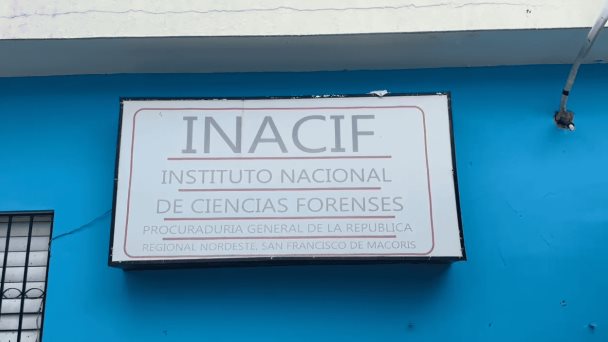 INACIF
INSTITUTO NACIONAL
DE CIENCIAS FORENSES
PROCURADURIA GENERAL DE LA REPUBLICA
REGIONAL NORDESTE, SAN FRANCISCO DE MACORIS